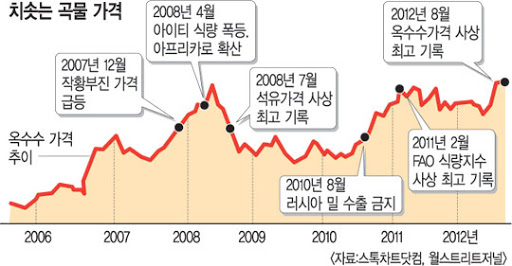 치솟는 곡물 가격
2007년 12월
작황부진 가격
급등
2008년 4월
아이티 식량 폭등,
아프리카로 확산
2008년 7월
석유가격 사상
최고 기록
2012년 8월
옥수수가격 사상
최고 기록
옥수수 가격
추이
2010년 8월
러시아 밀 수출 금지
2011년 2월
FAO 식량지수
사상 최고 기록
2006 2007 2008 2009 2010 2011 2012년
<자료:스톡차트닷컴, 월스트리트저널>